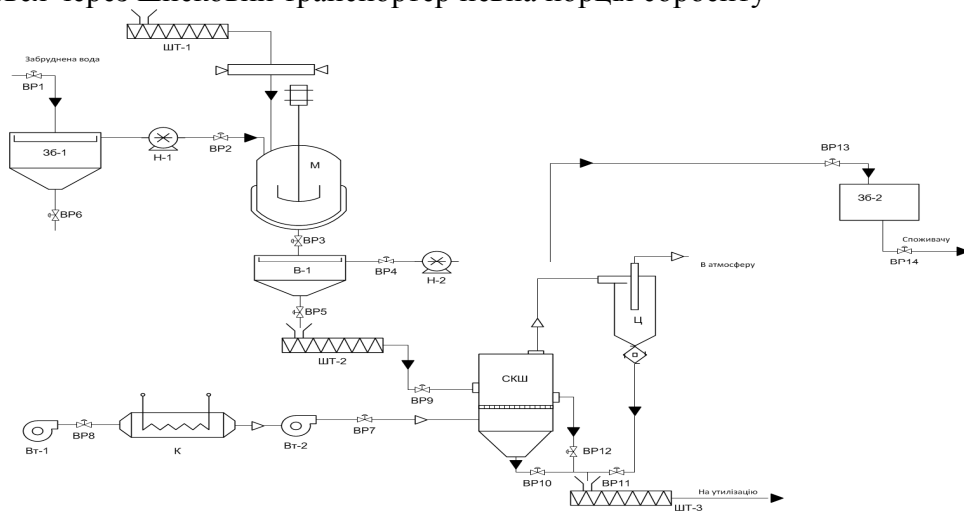 ШТ-1
Забруднена вода
ВР1
Зб-1
Н-1
ВР2
М
ВР13
Зб-2
ВР6
ВР3
Споживачу
ВР14
В-1
ВР4
Н-2
В атмосферу
ВР5
Ц
ШТ-2
СКШ
ВР9
Вт-1
ВР8
К
Вт-2
ВР7
ВР12
ВР10
ВР11
На утилізацію
ШТ-3